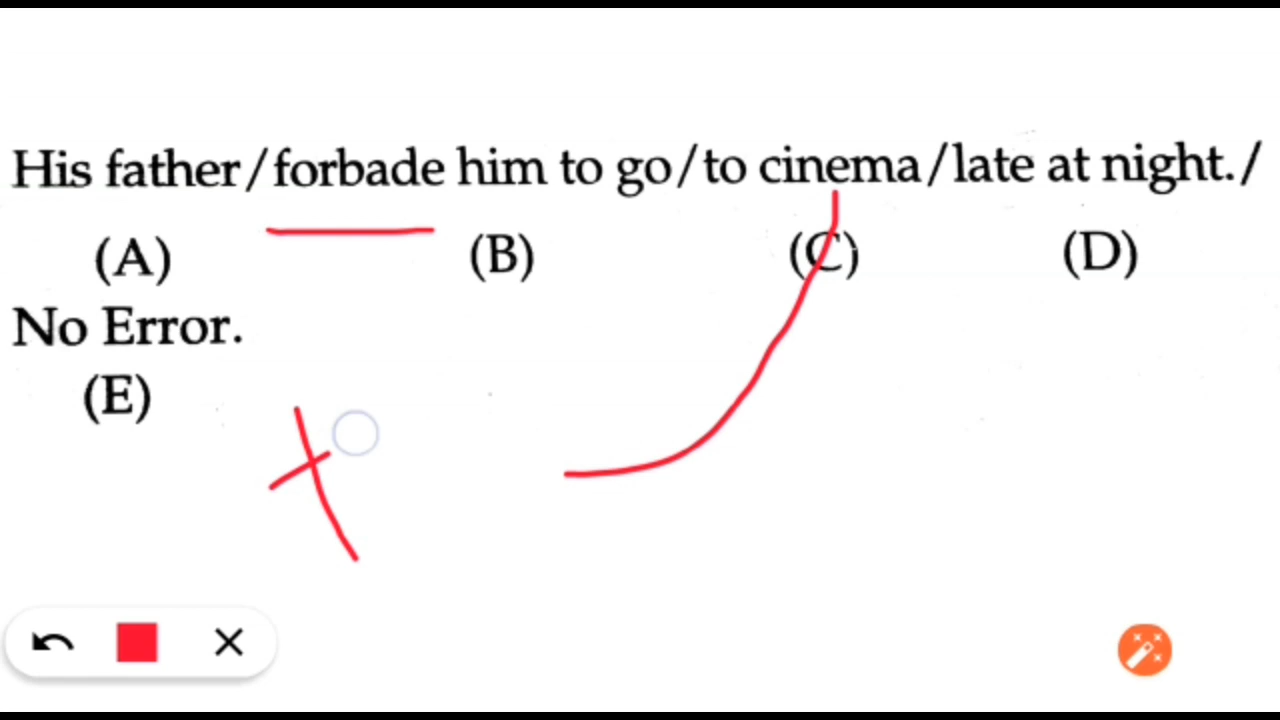 His father/forbade him to go/to cinema/late at night./
(A) (B) (C) (D)
No Error.
(E)